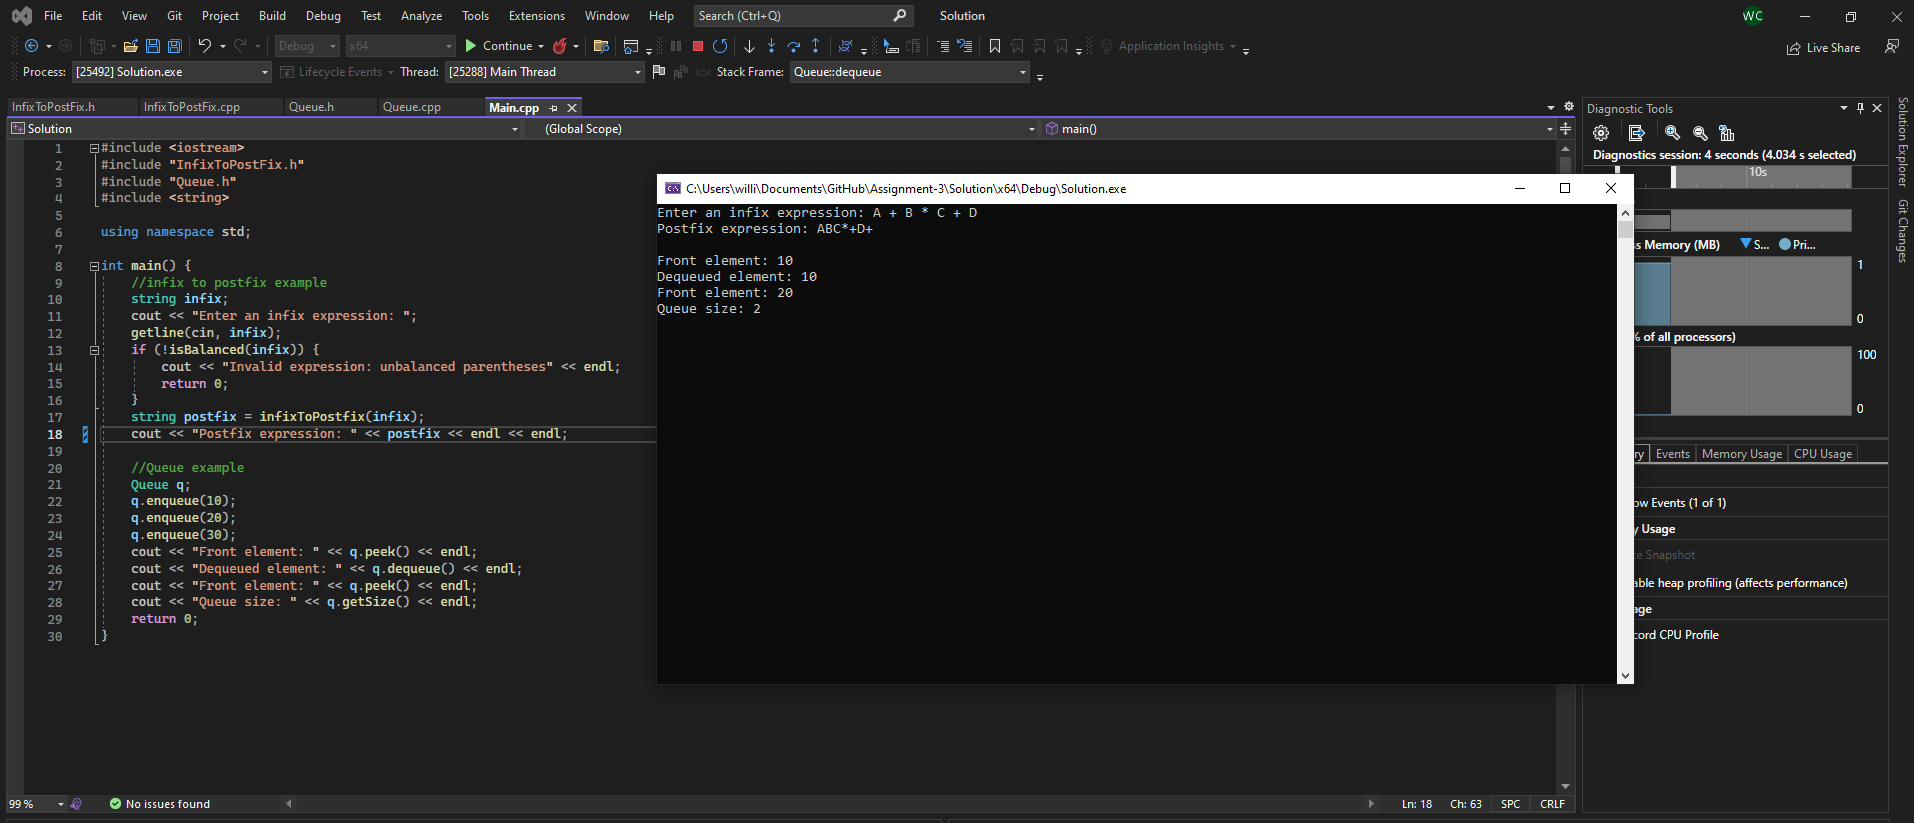 File Edit View Git Project Build Debug Test Analyze Tools Extensions Window Help Search (Ctrl+Q) Solution WC
Debug x64 Continue Application Insights Live Share
Process: [25492] Solution.exe Lifecycle Events Thread: [25288] Main Thread Stack Frame: Queue::dequeue
InfixToPostFix.h InfixToPostFix.cpp Queue.h Queue.cpp Main.cpp
Solution (Global Scope) main()
1 #include <iostream>
2 #include "InfixToPostFix.h"
3 #include "Queue.h"
4 #include <string>
5
6 using namespace std;
7
8 int main() {
9 //infix to postfix example
10 string infix;
11 cout << "Enter an infix expression: ";
12 getline(cin, infix);
13 if (!isBalanced(infix)) {
14 cout << "Invalid expression: unbalanced parentheses" << endl;
15 return 0;
16 }
17 string postfix = infixToPostfix(infix);
18 cout << "Postfix expression: " << postfix << endl << endl;
19
20 //Queue example
21 Queue q;
22 q.enqueue(10);
23 q.enqueue(20);
24 q.enqueue(30);
25 cout << "Front element: " << q.peek() << endl;
26 cout << "Dequeued element: " << q.dequeue() << endl;
27 cout << "Front element: " << q.peek() << endl;
28 cout << "Queue size: " << q.getSize() << endl;
29 return 0;
30 }
C:\Users\willi\Documents\GitHub\Assignment-3\Solution\x64\Debug\Solution.exe
Enter an infix expression: A + B * C + D
Postfix expression: ABC*+D+
Front element: 10
Dequeued element: 10
Front element: 20
Queue size: 2
Diagnostic Tools
Diagnostics session: 4 seconds (4.034 s selected)
10s
s Memory (MB) S... Pri...
1
0
% of all processors)
100
0
ry Events Memory Usage CPU Usage
ow Events (1 of 1)
y Usage
e Snapshot
able heap profiling (affects performance)
age
cord CPU Profile
Solution Explorer
Git Changes
99 % No issues found Ln: 18 Ch: 63 SPC CRLF